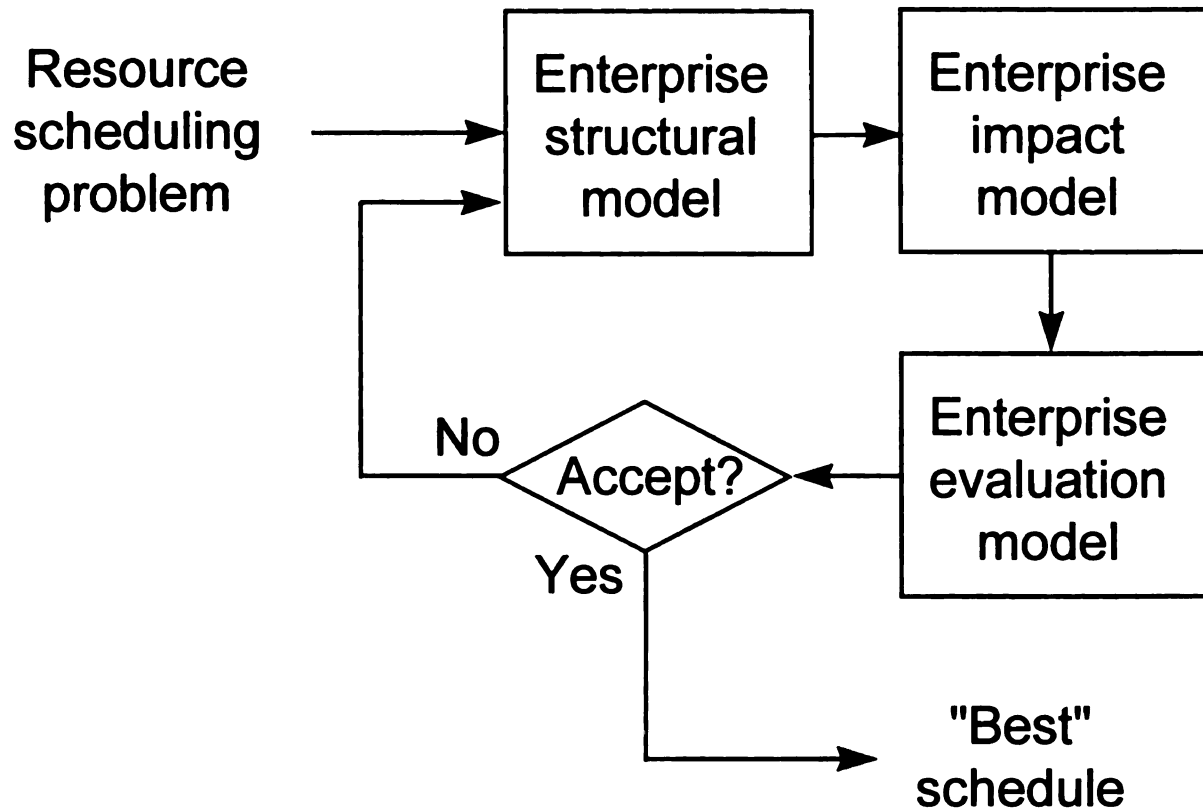 Resource
scheduling
problem
Enterprise
structural
model
Enterprise
impact
model
Enterprise
evaluation
model
Accept?
No
Yes
"Best"
schedule